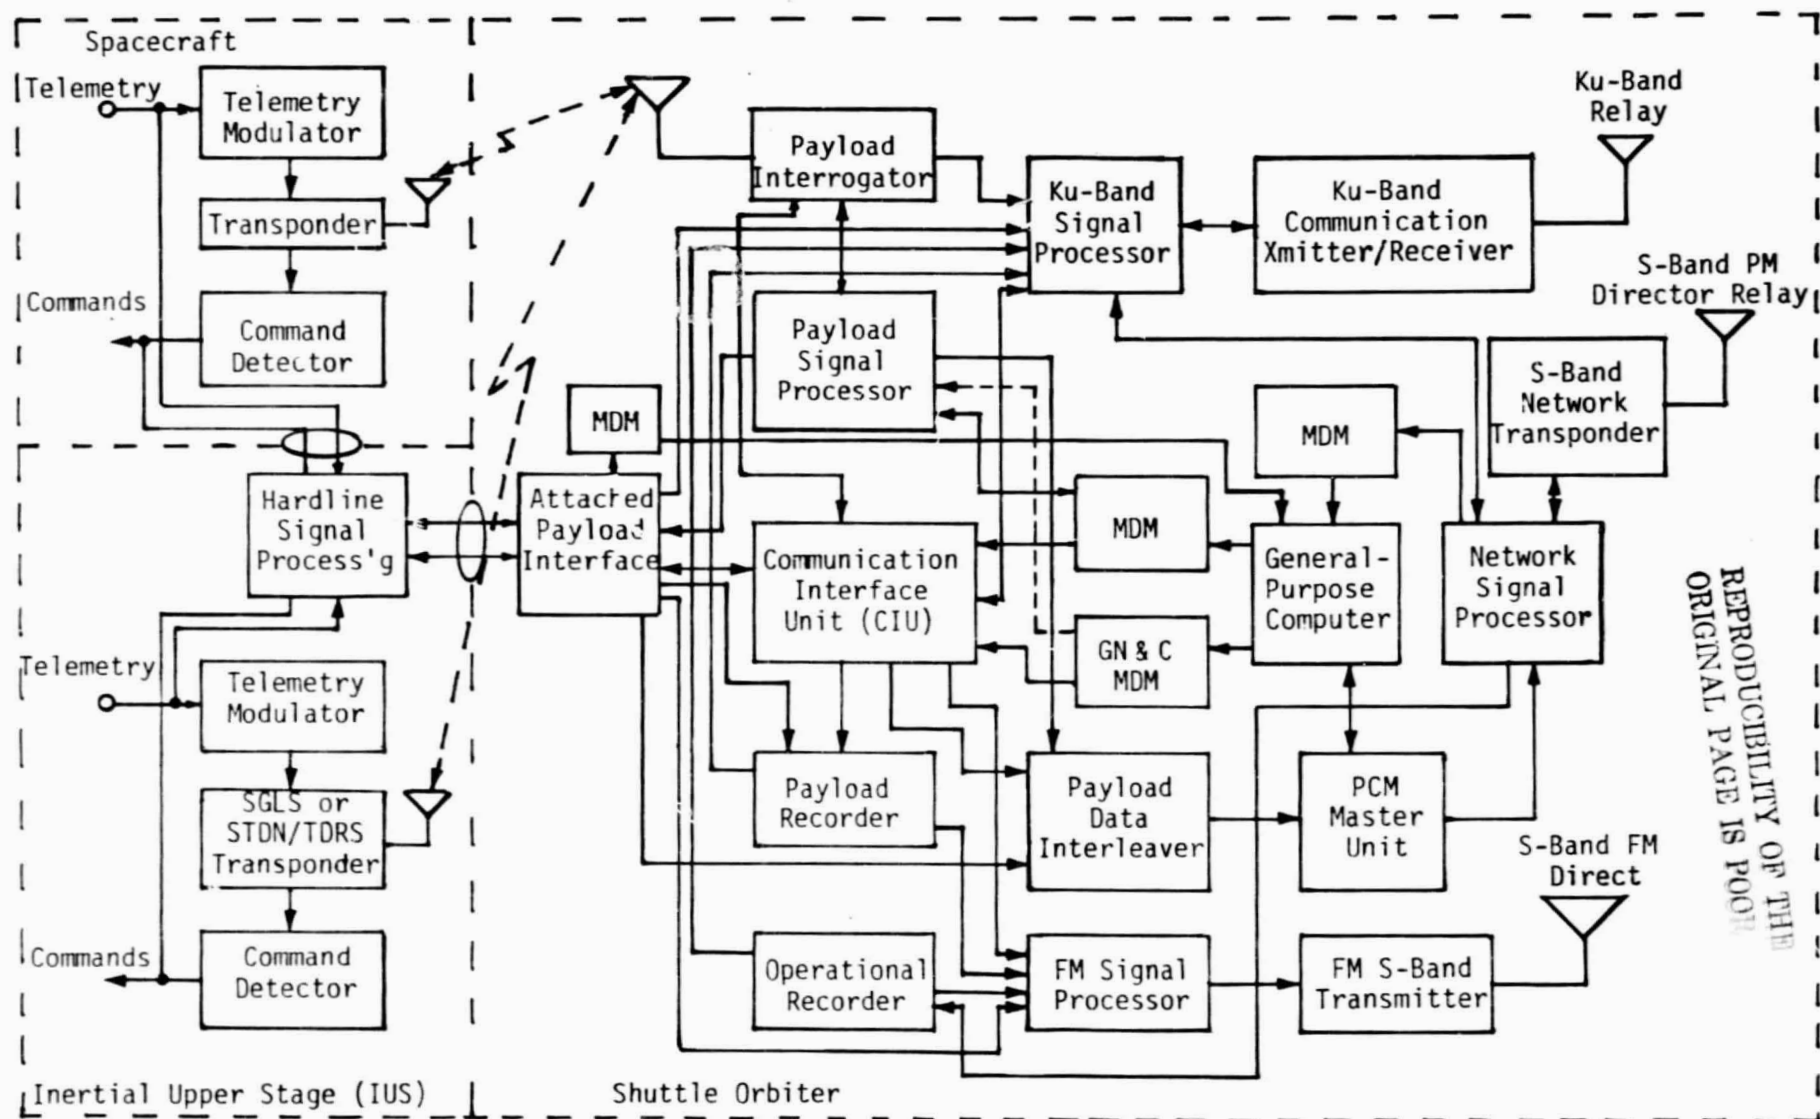 Spacecraft
Telemetry
Telemetry
Modulator
Transponder
Commands
Command
Detector
Hardline
Signal
Process'g
Telemetry
Telemetry
Modulator
SGLS or
STDN/TDRS
Transponder
Commands
Command
Detector
Inertial Upper Stage (IUS)
Payload
Interrogator
Ku-Band
Signal
Processor
Ku-Band
Communication
Xmitter/Receiver
Ku-Band
Relay
S-Band PM
Director Relay
Payload
Signal
Processor
S-Band
Network
Transponder
MDM
MDM
Attached
Payload
Interface
Communication
Interface
Unit (CIU)
MDM
GN & C
MDM
General-
Purpose
Computer
Network
Signal
Processor
Payload
Recorder
Payload
Data
Interleaver
PCM
Master
Unit
S-Band FM
Direct
Operational
Recorder
FM Signal
Processor
FM S-Band
Transmitter
Shuttle Orbiter
REPRODUCIBILITY OF THE
ORIGINAL PAGE IS POOR